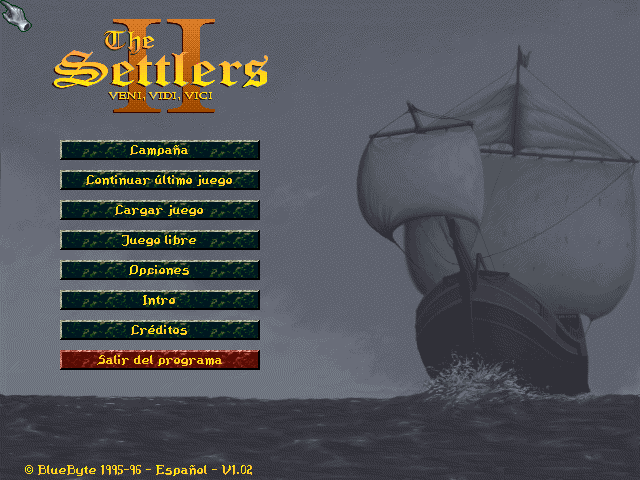 The
II
Settlers
VENI, VIDI, VICI
Campaña
Continuar último juego
Cargar juego
Juego libre
Opciones
Intro
Créditos
Salir del programa
© BlueByte 1995-96 - Español - V1.02